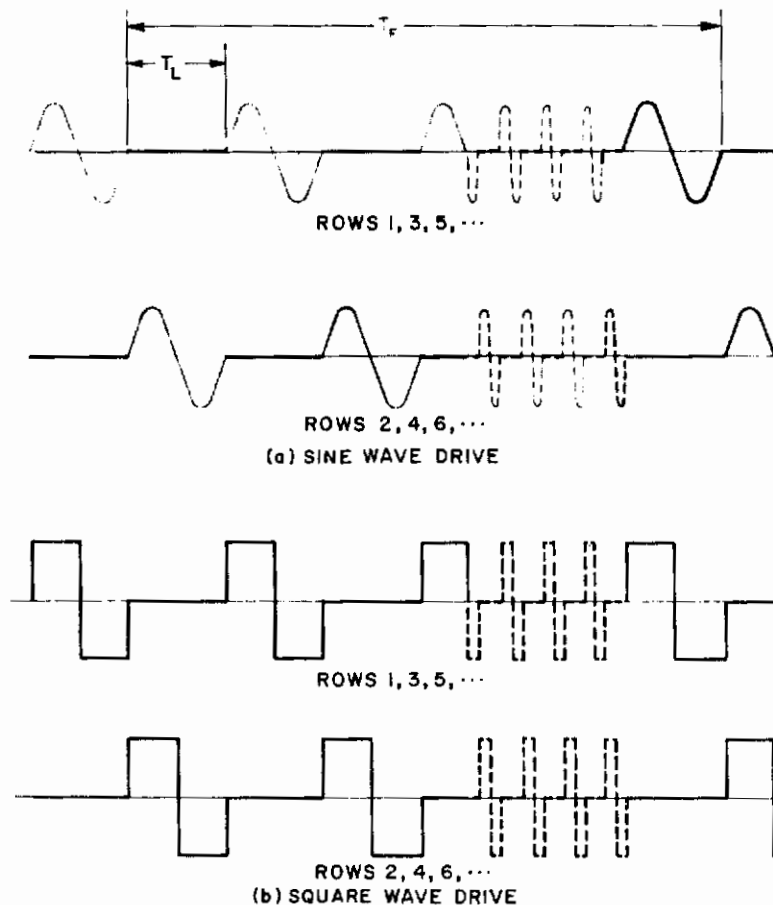 T_F
T_L
ROWS 1, 3, 5, ···
ROWS 2, 4, 6, ···
(a) SINE WAVE DRIVE
ROWS 1, 3, 5, ···
ROWS 2, 4, 6, ···
(b) SQUARE WAVE DRIVE